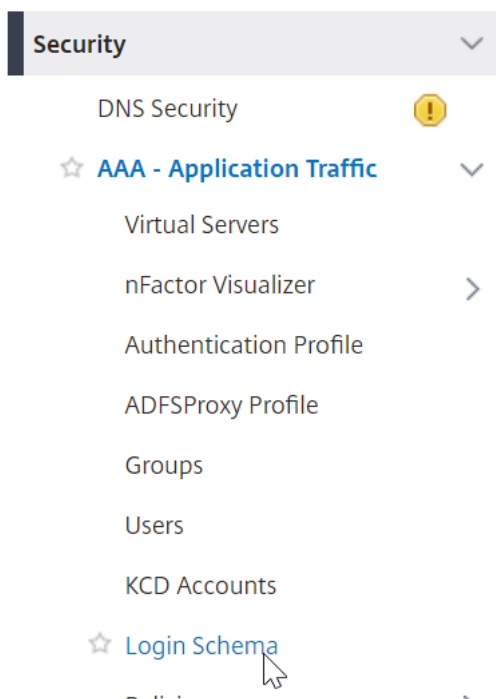 Security
DNS Security
AAA - Application Traffic
Virtual Servers
nFactor Visualizer
Authentication Profile
ADFSProxy Profile
Groups
Users
KCD Accounts
Login Schema